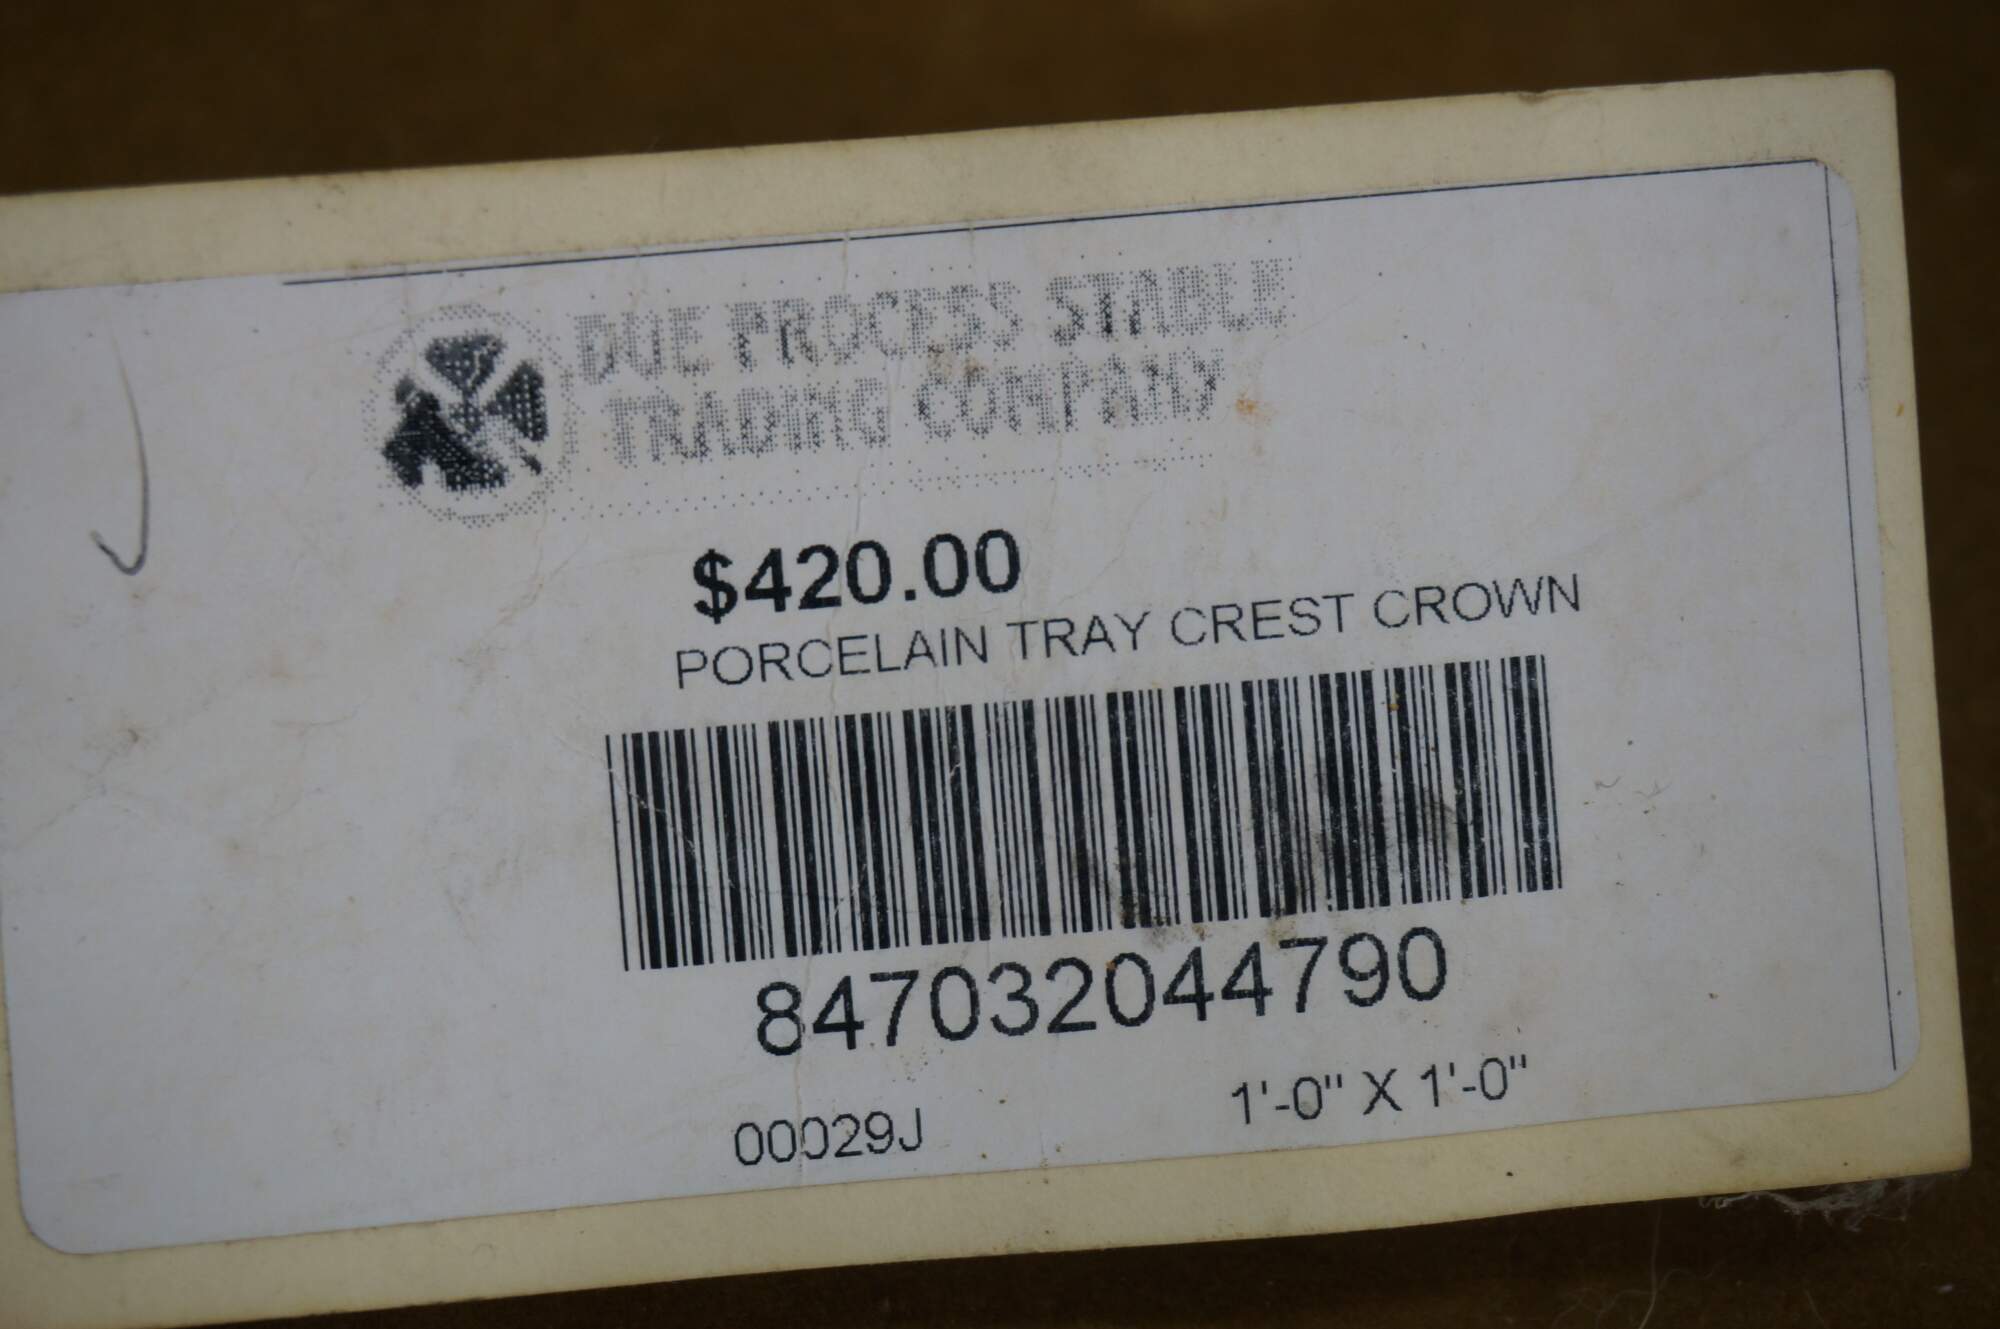 DUE PROCESS STABLE
TRADING COMPANY
$420.00
PORCELAIN TRAY CREST CROWN
847032044790
00029J 1'-0" X 1'-0"